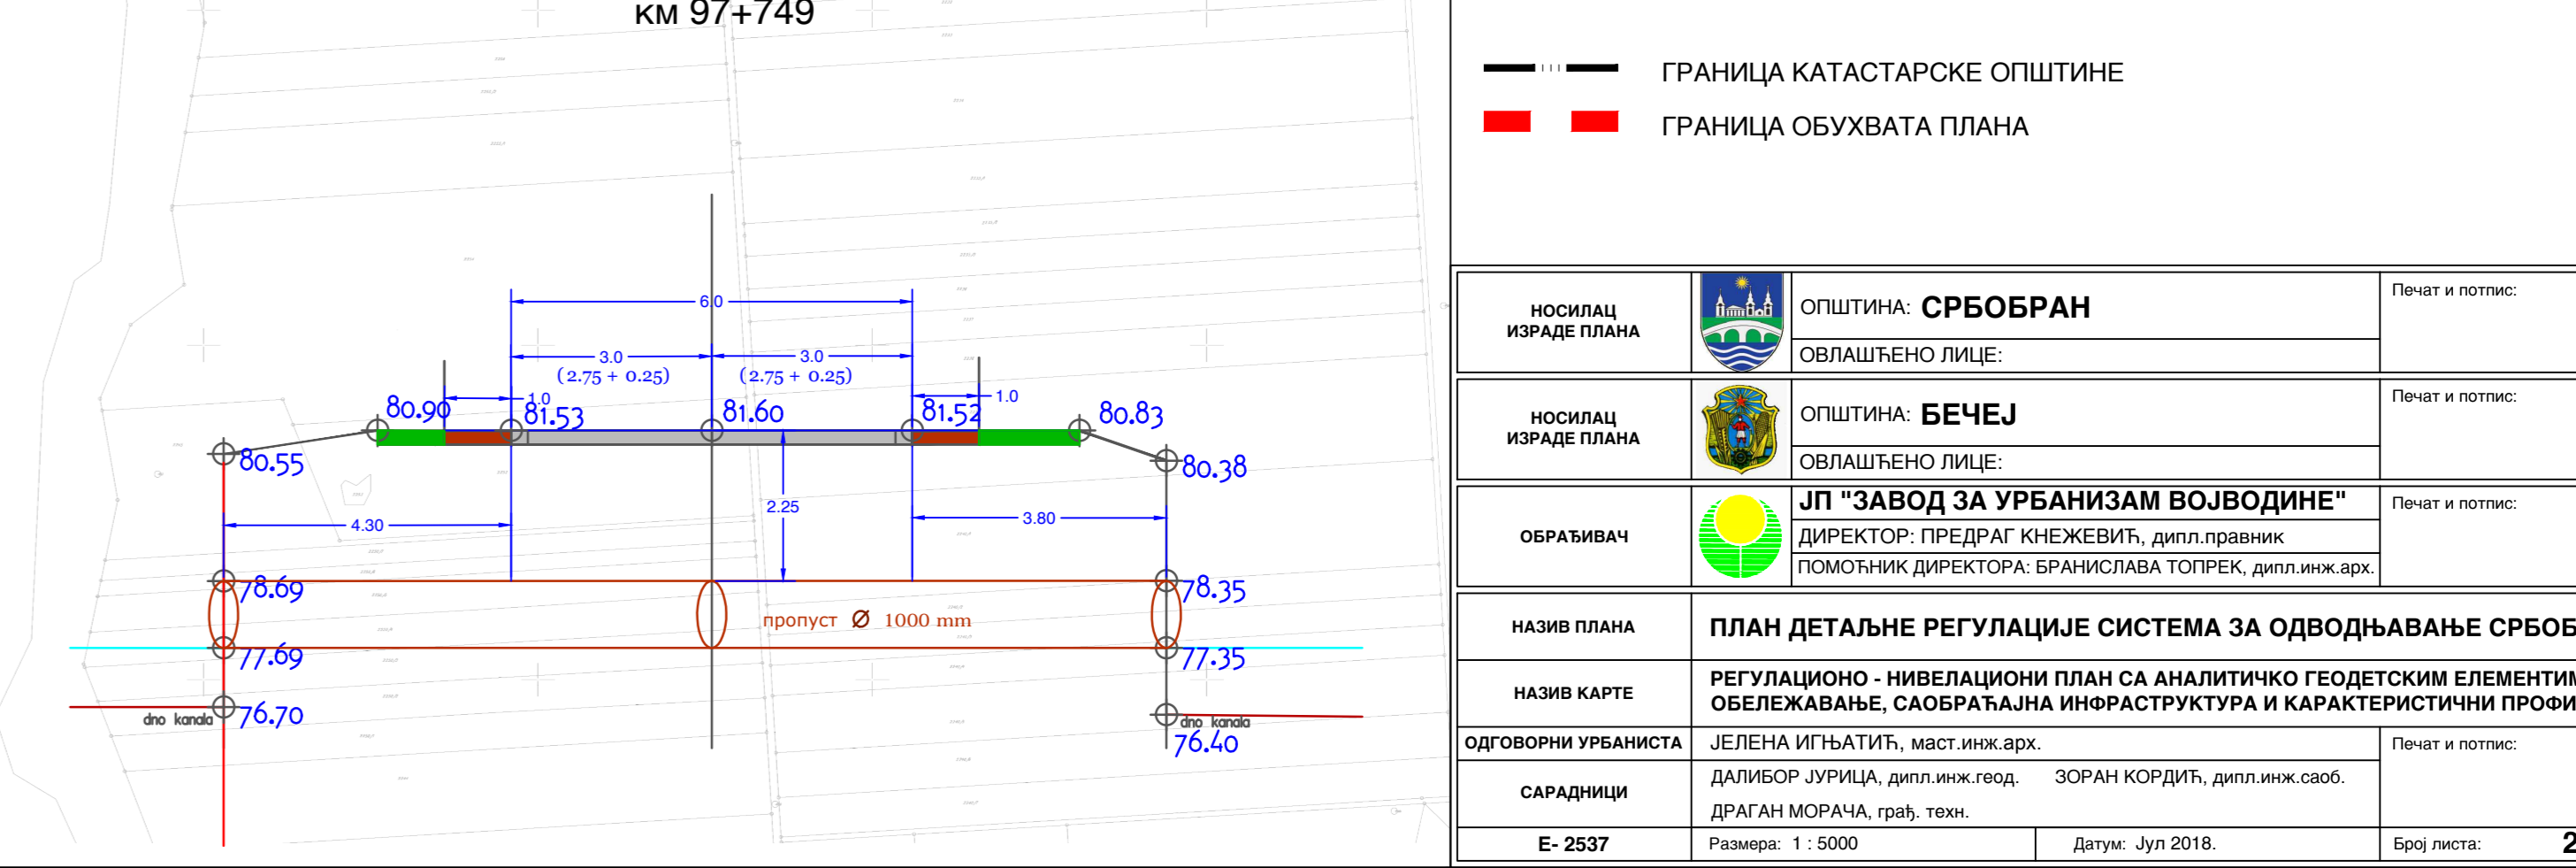 км 97+749
6.0
3.0 3.0
(2.75 + 0.25) (2.75 + 0.25)
1.0 1.0
80.90 81.53 81.60 81.52 80.83
80.55 80.38
2.25
4.30 3.80
78.69 78.35
пропуст Ø 1000 mm
77.69 77.35
dno kanala 76.70 dno kanala
76.40
ГРАНИЦА КАТАСТАРСКЕ ОПШТИНЕ
ГРАНИЦА ОБУХВАТА ПЛАНА
НОСИЛАЦ
ИЗРАДЕ ПЛАНА
ОПШТИНА: СРБОБРАН
ОВЛАШЋЕНО ЛИЦЕ:
Печат и потпис:
НОСИЛАЦ
ИЗРАДЕ ПЛАНА
ОПШТИНА: БЕЧЕЈ
ОВЛАШЋЕНО ЛИЦЕ:
Печат и потпис:
ОБРАЂИВАЧ
ЈП "ЗАВОД ЗА УРБАНИЗАМ ВОЈВОДИНЕ"
ДИРЕКТОР: ПРЕДРАГ КНЕЖЕВИЋ, дипл.правник
ПОМОЋНИК ДИРЕКТОРА: БРАНИСЛАВА ТОПРЕК, дипл.инж.арх.
Печат и потпис:
НАЗИВ ПЛАНА
ПЛАН ДЕТАЉНЕ РЕГУЛАЦИЈЕ СИСТЕМА ЗА ОДВОДЊАВАЊЕ СРБОБ
НАЗИВ КАРТЕ
РЕГУЛАЦИОНО - НИВЕЛАЦИОНИ ПЛАН СА АНАЛИТИЧКО ГЕОДЕТСКИМ ЕЛЕМЕНТИМ
ОБЕЛЕЖАВАЊЕ, САОБРАЋАЈНА ИНФРАСТРУКТУРА И КАРАКТЕРИСТИЧНИ ПРОФИ
ОДГОВОРНИ УРБАНИСТА
ЈЕЛЕНА ИГЊАТИЋ, маст.инж.арх.
Печат и потпис:
САРАДНИЦИ
ДАЛИБОР ЈУРИЦА, дипл.инж.геод. ЗОРАН КОРДИЋ, дипл.инж.саоб.
ДРАГАН МОРАЧА, грађ. техн.
Е- 2537
Размера: 1 : 5000
Датум: Јул 2018.
Број листа: 2